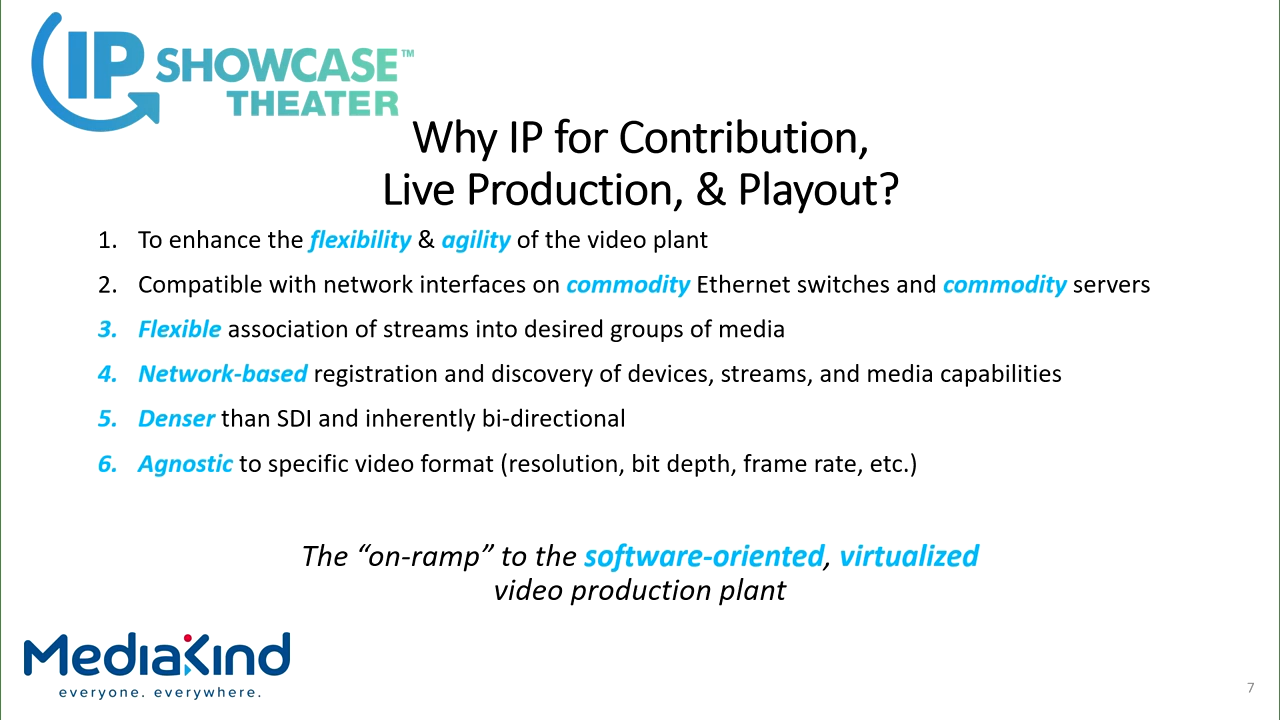 IP SHOWCASE™
THEATER
Why IP for Contribution,
Live Production, & Playout?
1. To enhance the flexibility & agility of the video plant
2. Compatible with network interfaces on commodity Ethernet switches and commodity servers
3. Flexible association of streams into desired groups of media
4. Network-based registration and discovery of devices, streams, and media capabilities
5. Denser than SDI and inherently bi-directional
6. Agnostic to specific video format (resolution, bit depth, frame rate, etc.)
The “on-ramp” to the software-oriented, virtualized
video production plant
MediaKind
everyone. everywhere.
7